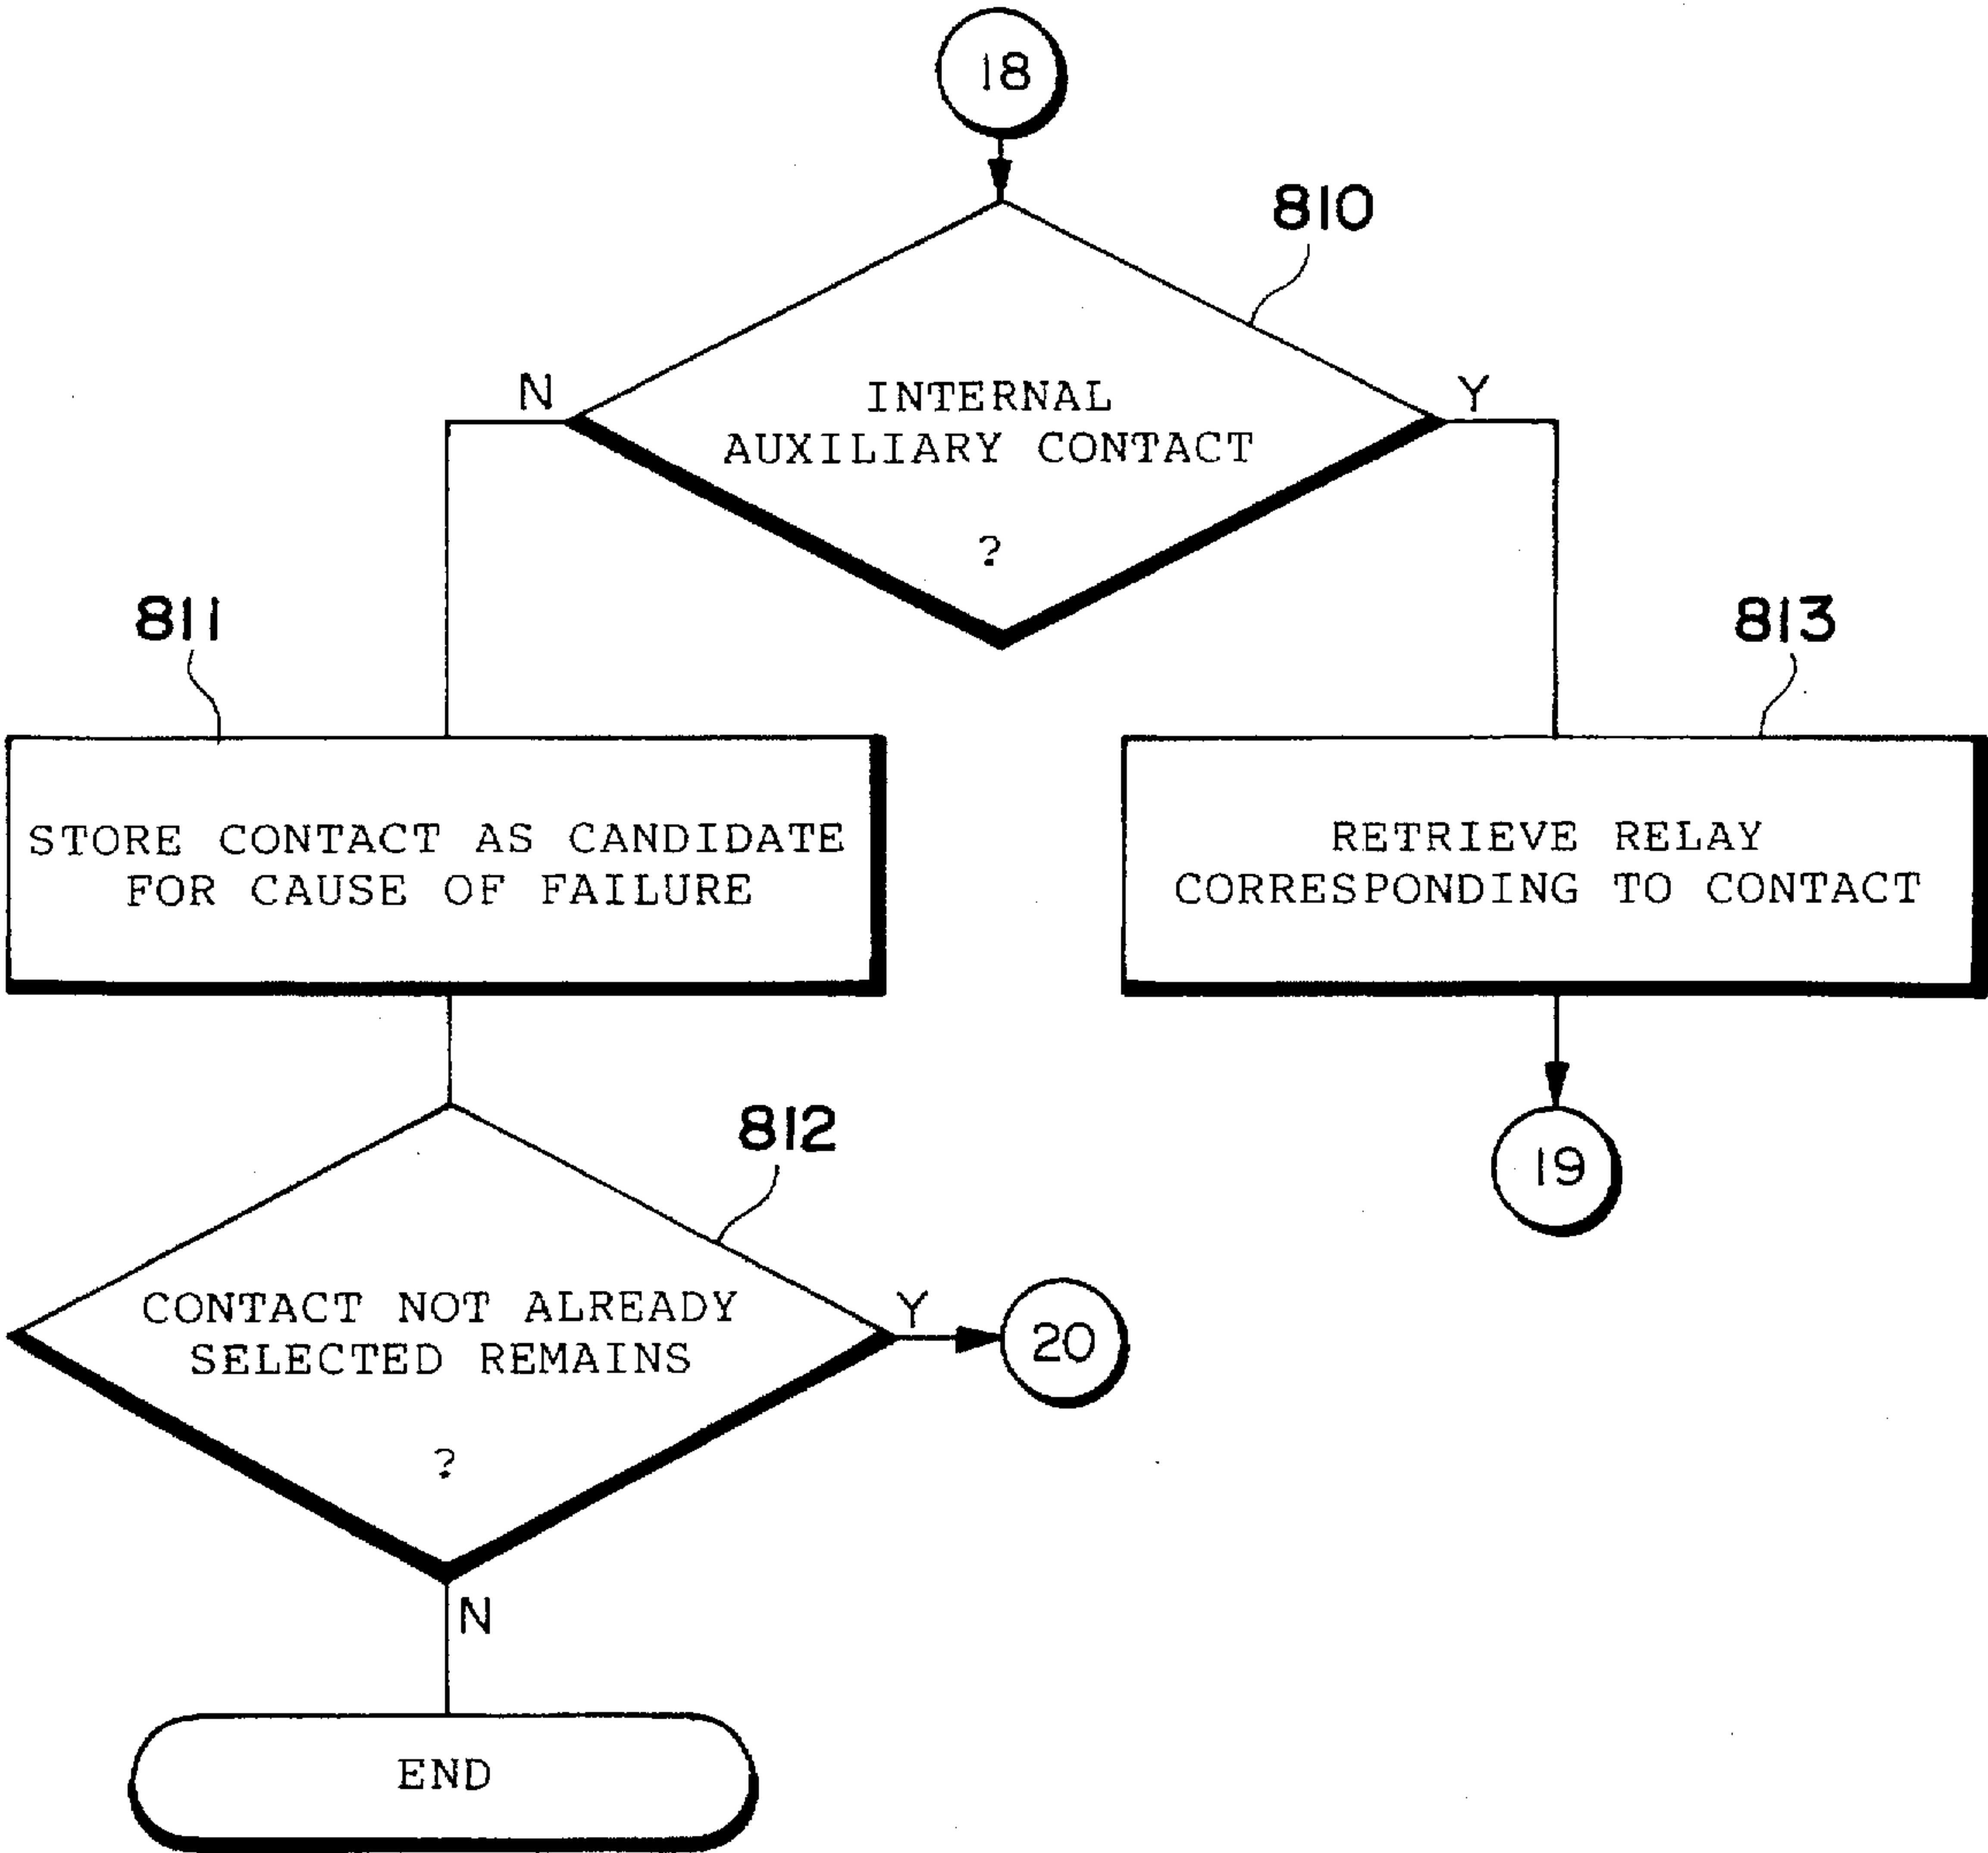 18
810
N
Y
INTERNAL
AUXILIARY CONTACT
?
811
813
STORE CONTACT AS CANDIDATE
FOR CAUSE OF FAILURE
RETRIEVE RELAY
CORRESPONDING TO CONTACT
812
19
CONTACT NOT ALREADY
SELECTED REMAINS
?
Y
20
N
END